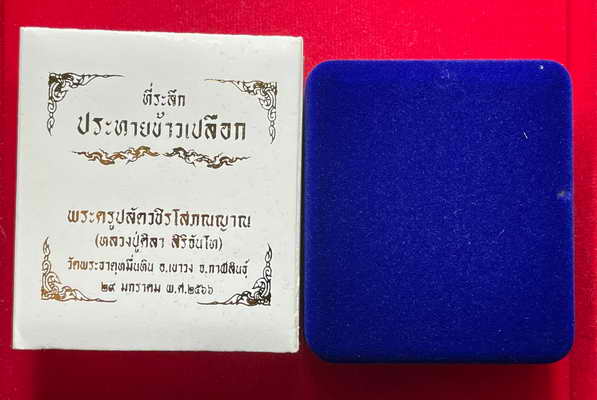 ที่ระลึก
ประทายข้าวเปลือก
พระครูปลัดวชิรโสภณญาณ
(หลวงปู่ศิลา สิริจันโท)
วัดพระธาตุหมื่นหิน อ.เขาวง จ.กาฬสินธุ์
๒๙ มกราคม พ.ศ.๒๕๖๖